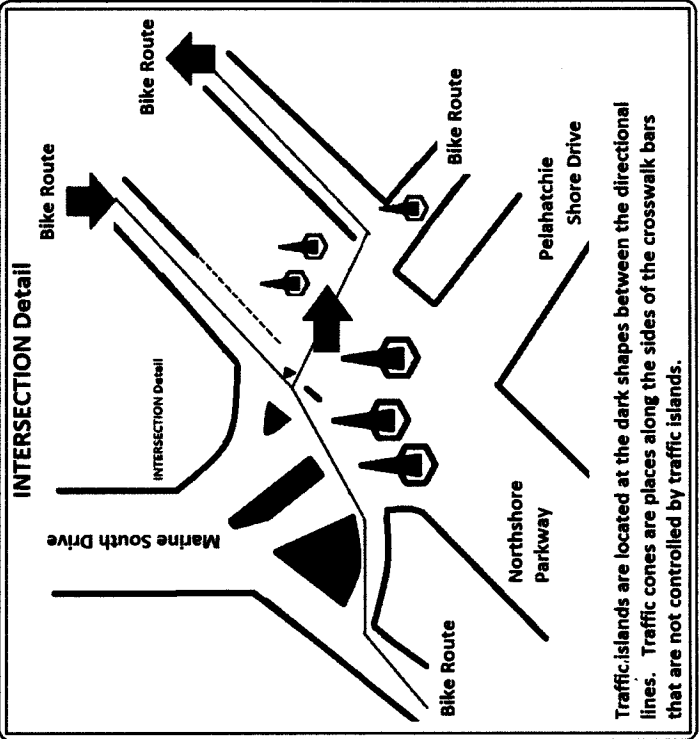 INTERSECTION Detail
Bike Route
Bike Route
INTERSECTION Detail
Marine South Drive
Bike Route
Pelahatchie
Shore Drive
Northshore
Parkway
Bike Route
Traffic islands are located at the dark shapes between the directional
lines. Traffic cones are places along the sides of the crosswalk bars
that are not controlled by traffic islands.